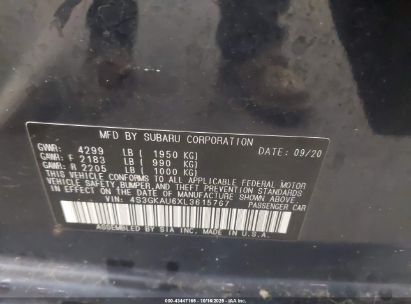 MFD BY SUBARU CORPORATION
GVWR: 4299 LB ( 1950 KG) DATE: 09/20
GAWR: F 2183 LB ( 990 KG)
GAWR: R 2205 LB ( 1000 KG)
THIS VEHICLE CONFORMS TO ALL APPLICABLE FEDERAL MOTOR
VEHICLE SAFETY, BUMPER, AND THEFT PREVENTION STANDARDS
IN EFFECT ON THE DATE OF MANUFACTURE SHOWN ABOVE.
VIN: 4S3GKAU6XL3615767 PASSENGER CAR
ASSEMBLED BY SIA INC. IN U.S.A.